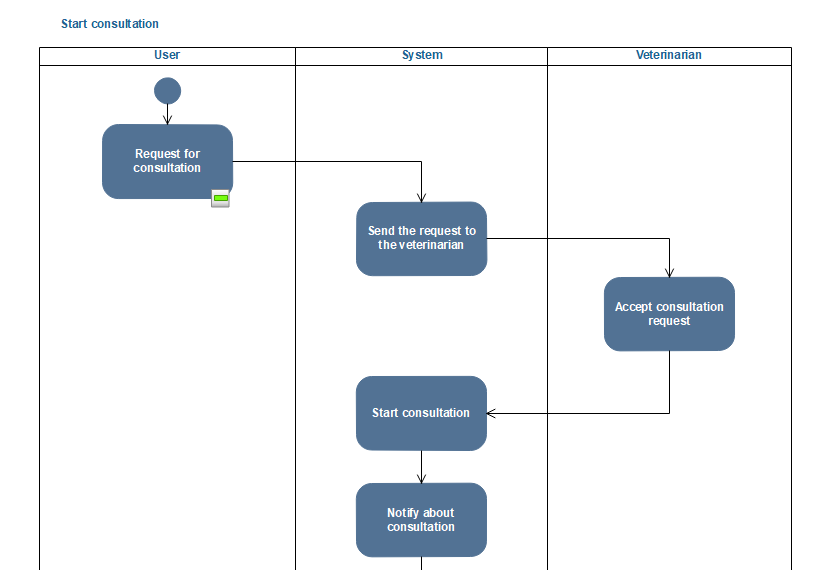 Start consultation
User
System
Veterinarian
Request for
consultation
Send the request to
the veterinarian
Accept consultation
request
Start consultation
Notify about
consultation